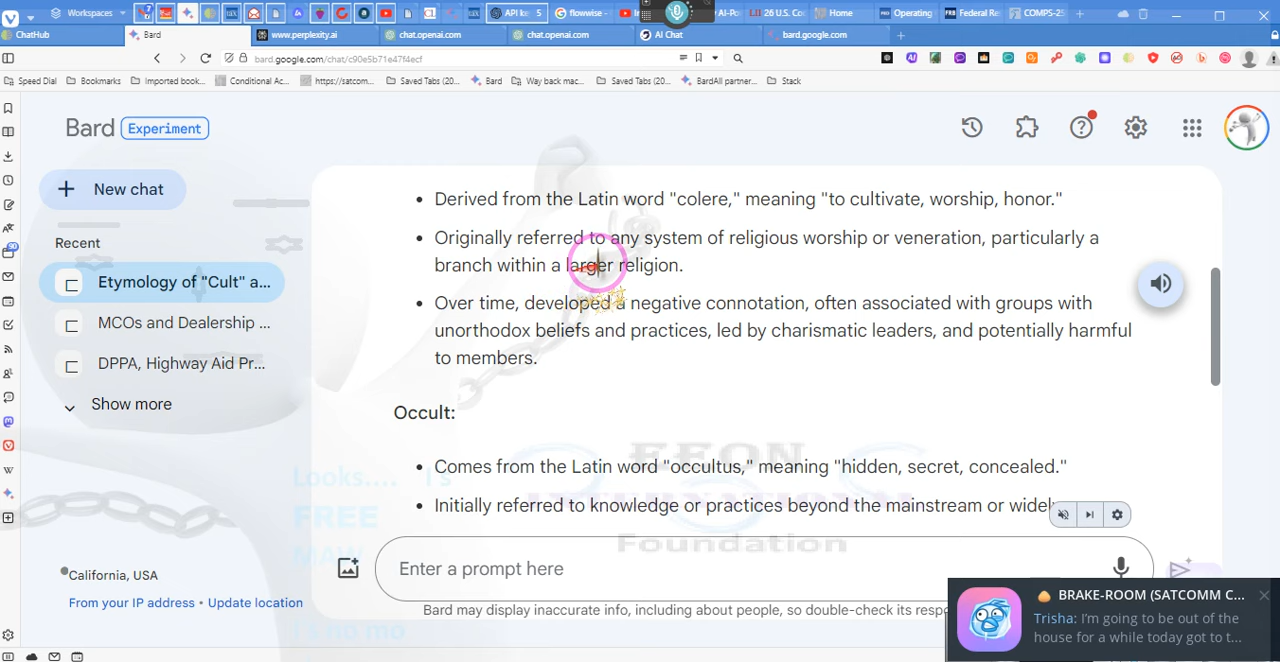 Workspaces
API ke 5
flowwise -
26 U.S. Co
Home
Operating
Federal Re
COMPS-25
ChatHub
Bard
www.perplexity.ai
chat.openai.com
chat.openai.com
AI Chat
bard.google.com
bard.google.com/chat/c90e5b71e47f4ecf
Speed Dial
Bookmarks
Imported book...
Conditional Ac...
https://satcom...
Saved Tabs (20...
Bard
Way back mac...
Saved Tabs (20...
BardAll partner...
Stack
Bard Experiment
New chat
Recent
Etymology of "Cult" a...
MCOs and Dealership ...
DPPA, Highway Aid Pr...
Show more
• Derived from the Latin word "colere," meaning "to cultivate, worship, honor."
• Originally referred to any system of religious worship or veneration, particularly a
branch within a larger religion.
• Over time, developed a negative connotation, often associated with groups with
unorthodox beliefs and practices, led by charismatic leaders, and potentially harmful
to members.
Occult:
• Comes from the Latin word "occultus," meaning "hidden, secret, concealed."
• Initially referred to knowledge or practices beyond the mainstream or widel
Looks.... I's
FREE
Foundation
Enter a prompt here
California, USA
From your IP address • Update location
Bard may display inaccurate info, including about people, so double-check its resp
BRAKE-ROOM (SATCOMM C...
Trisha: I'm going to be out of the
house for a while today got to t...